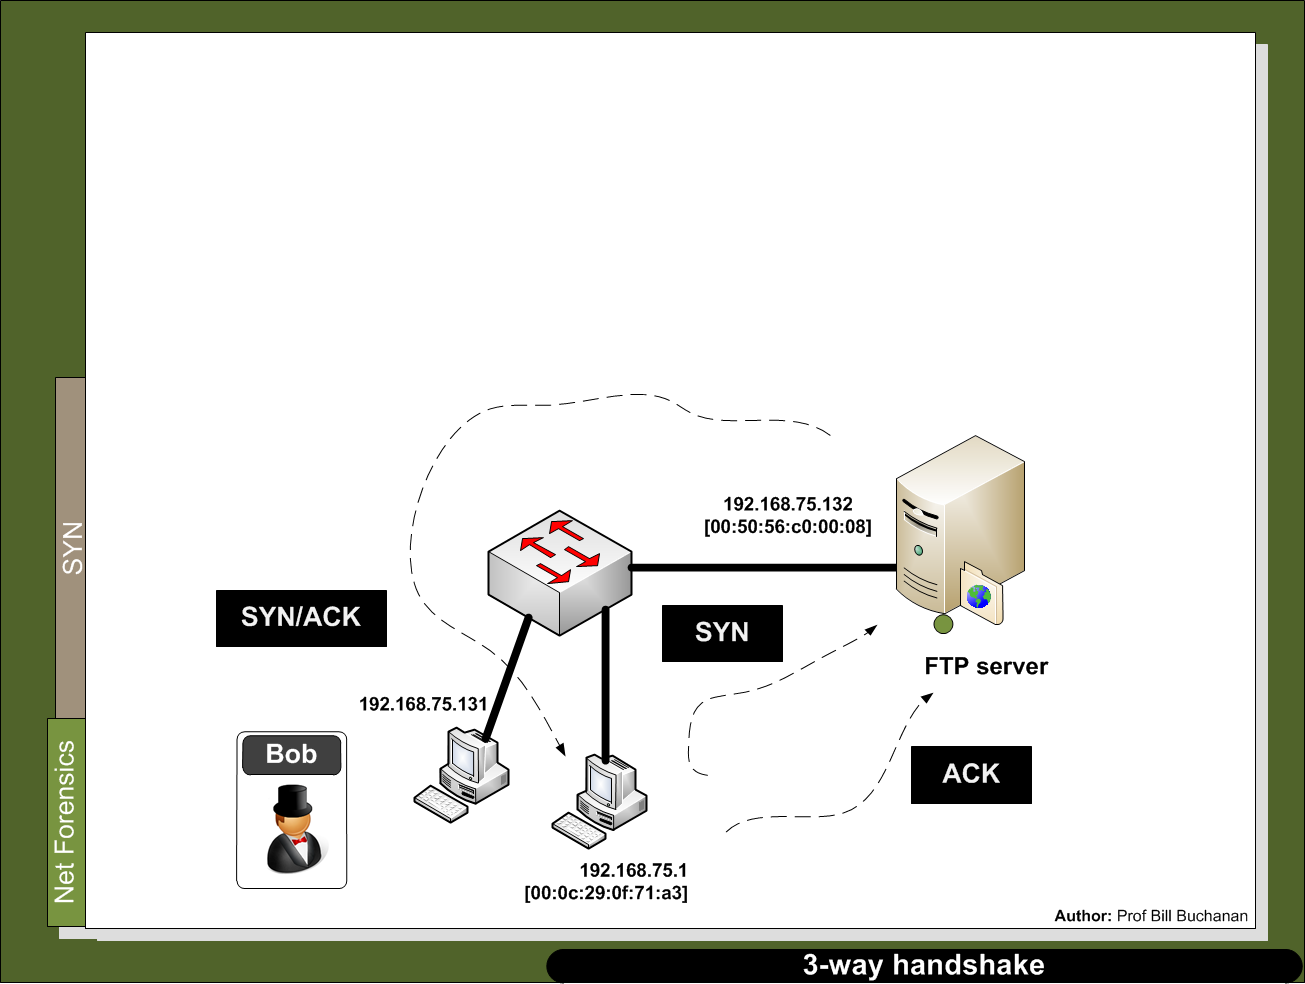 192.168.75.132
[00:50:56:c0:00:08]
SYN/ACK
SYN
FTP server
192.168.75.131
Bob
ACK
192.168.75.1
[00:0c:29:0f:71:a3]
SYN
Net Forensics
Author: Prof Bill Buchanan
3-way handshake